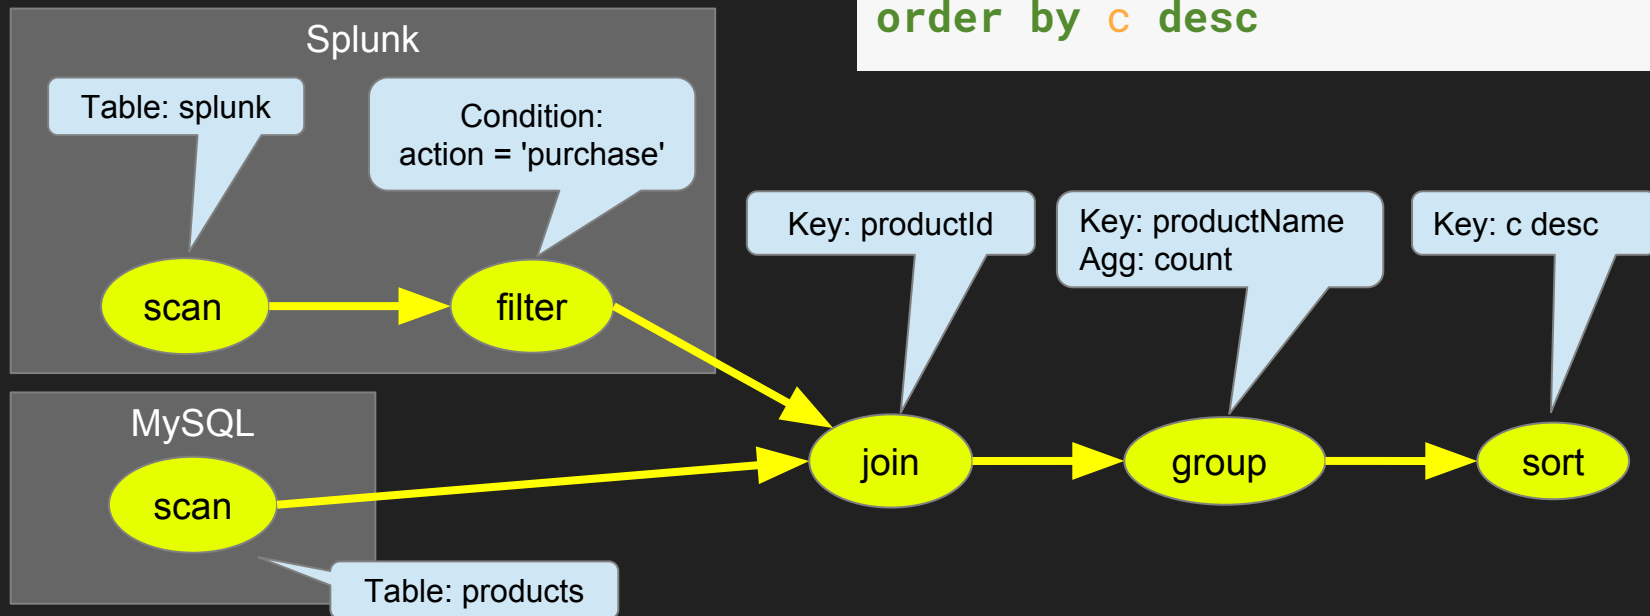 order by c desc
Splunk
Table: splunk
Condition:
action = 'purchase'
Key: productId
Key: productName
Agg: count
Key: c desc
scan
filter
MySQL
join
group
sort
scan
Table: products